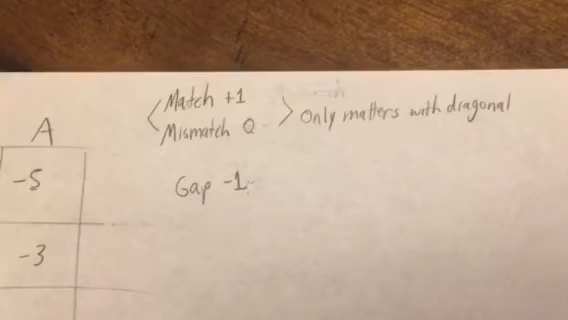 Match +1
Mismatch 0
Only matters with diagonal
A
-5
Gap -1
-3